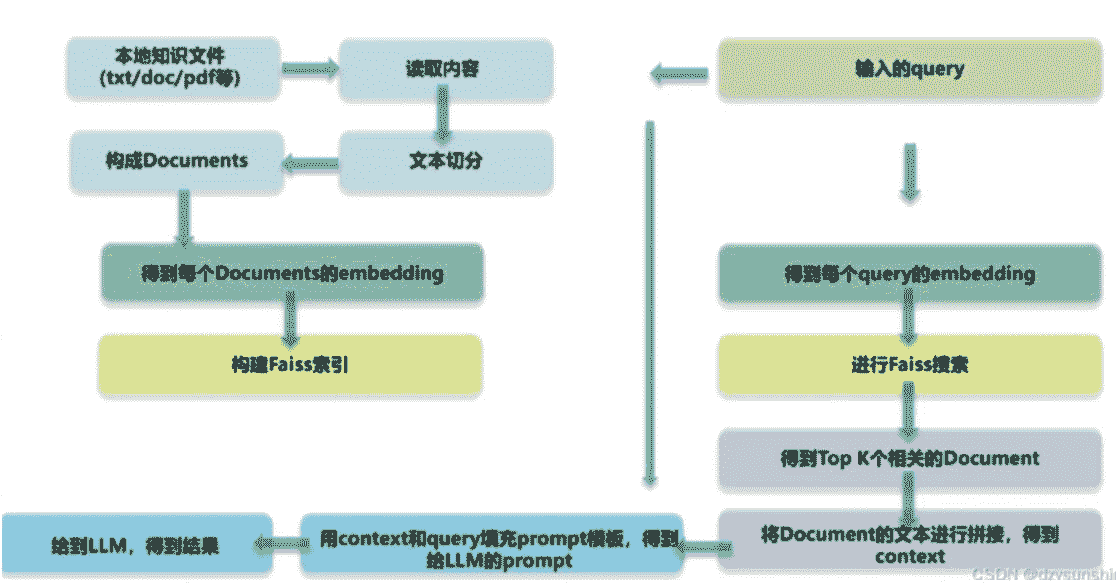 本地知识文件
(txt/doc/pdf等)
读取内容
输入的query
构成Documents
文本切分
得到每个Documents的embedding
得到每个query的embedding
构建Faiss索引
进行Faiss搜索
得到Top K个相关的Document
给到LLM，得到结果
用context和query填充prompt模板，得到
给LLM的prompt
将Document的文本进行拼接，得到
context
CSDN @dzysunshine